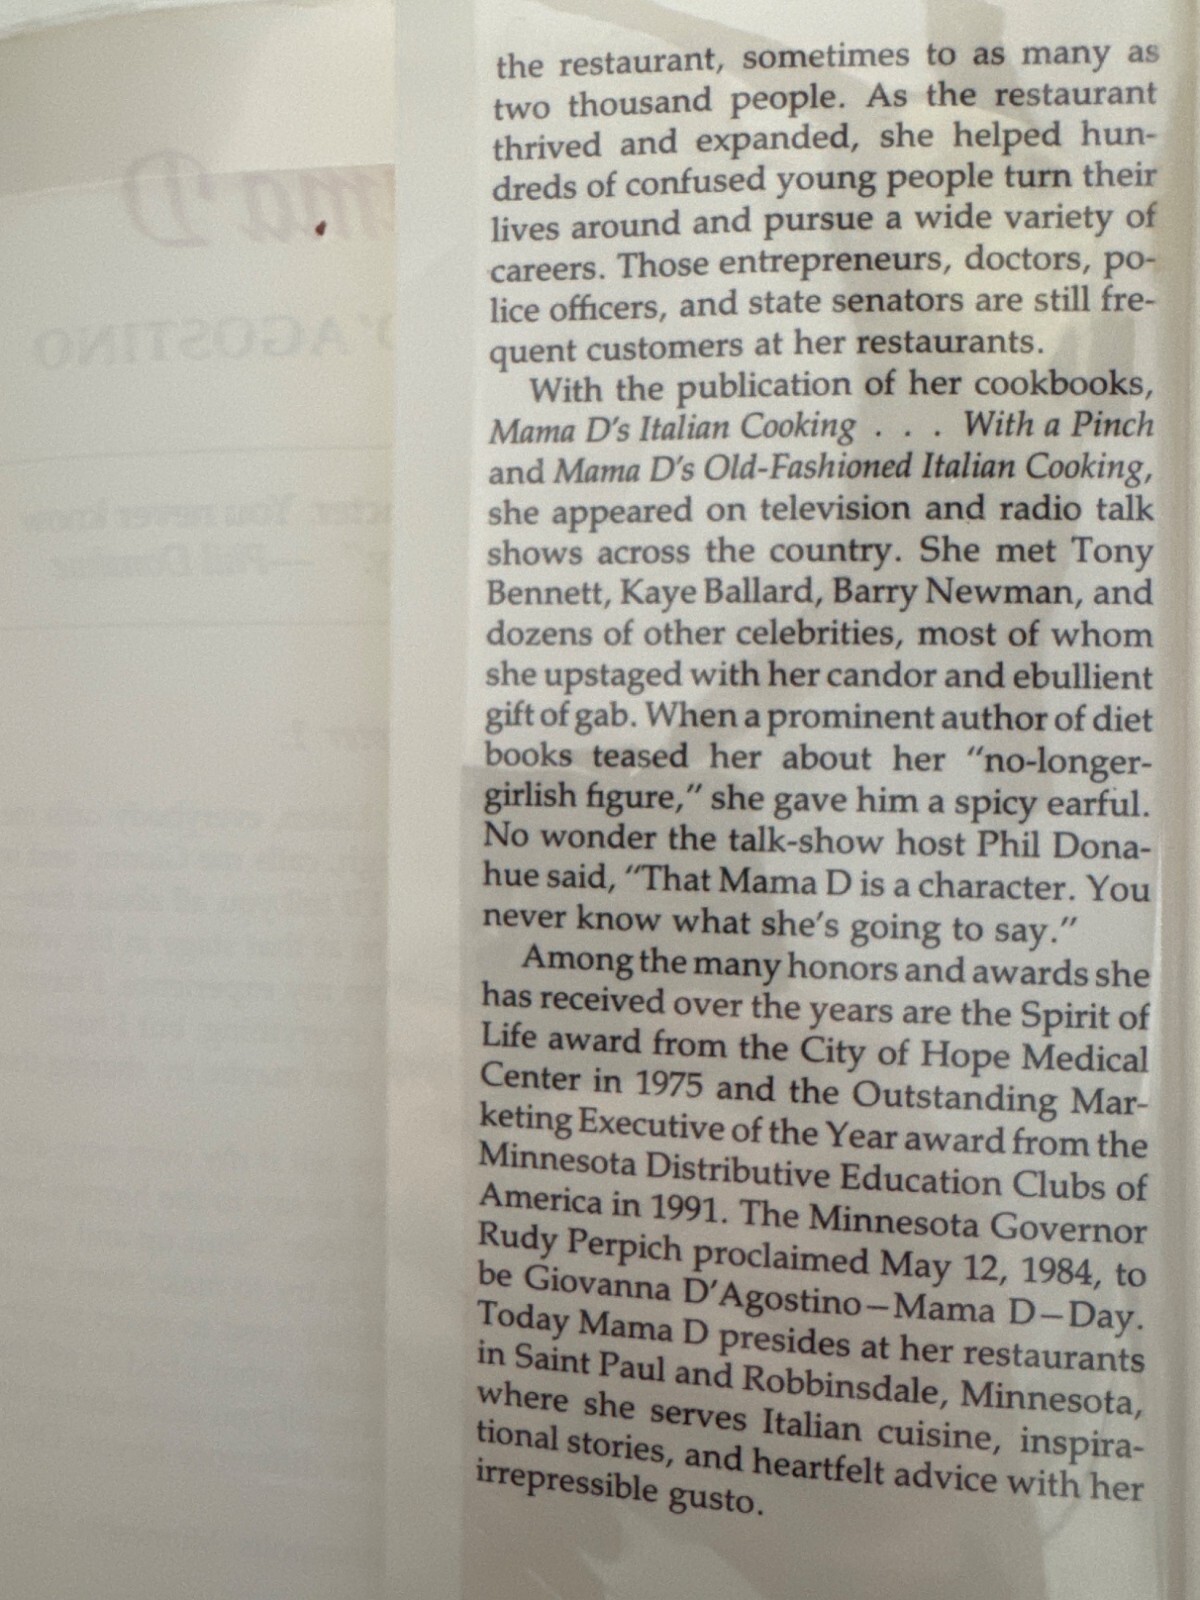 the restaurant, sometimes to as many as
two thousand people. As the restaurant
thrived and expanded, she helped hun-
dreds of confused young people turn their
lives around and pursue a wide variety of
careers. Those entrepreneurs, doctors, po-
lice officers, and state senators are still fre-
quent customers at her restaurants.
With the publication of her cookbooks,
Mama D's Italian Cooking . . . With a Pinch
and Mama D's Old-Fashioned Italian Cooking,
she appeared on television and radio talk
shows across the country. She met Tony
Bennett, Kaye Ballard, Barry Newman, and
dozens of other celebrities, most of whom
she upstaged with her candor and ebullient
gift of gab. When a prominent author of diet
books teased her about her "no-longer-
girlish figure," she gave him a spicy earful.
No wonder the talk-show host Phil Dona-
hue said, "That Mama D is a character. You
never know what she's going to say."
Among the many honors and awards she
has received over the years are the Spirit of
Life award from the City of Hope Medical
Center in 1975 and the Outstanding Mar-
keting Executive of the Year award from the
Minnesota Distributive Education Clubs of
America in 1991. The Minnesota Governor
Rudy Perpich proclaimed May 12, 1984, to
be Giovanna D'Agostino—Mama D—Day.
Today Mama D presides at her restaurants
in Saint Paul and Robbinsdale, Minnesota,
where she serves Italian cuisine, inspira-
tional stories, and heartfelt advice with her
irrepressible gusto.